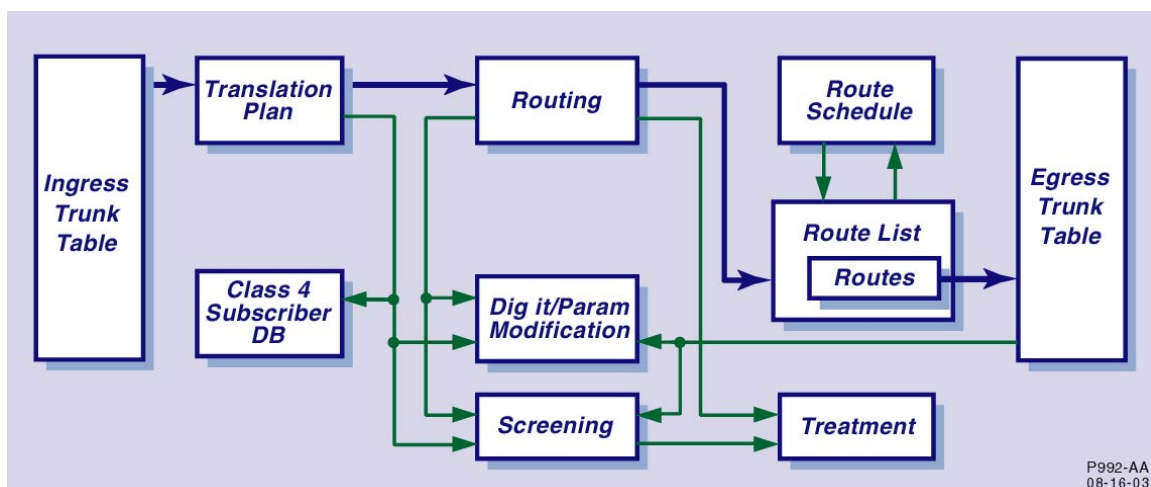 Ingress
Trunk
Table
Translation
Plan
Routing
Route
Schedule
Egress
Trunk
Table
Route List
Routes
Class 4
Subscriber
DB
Dig it/Param
Modification
Screening
Treatment
P992-AA
08-16-03